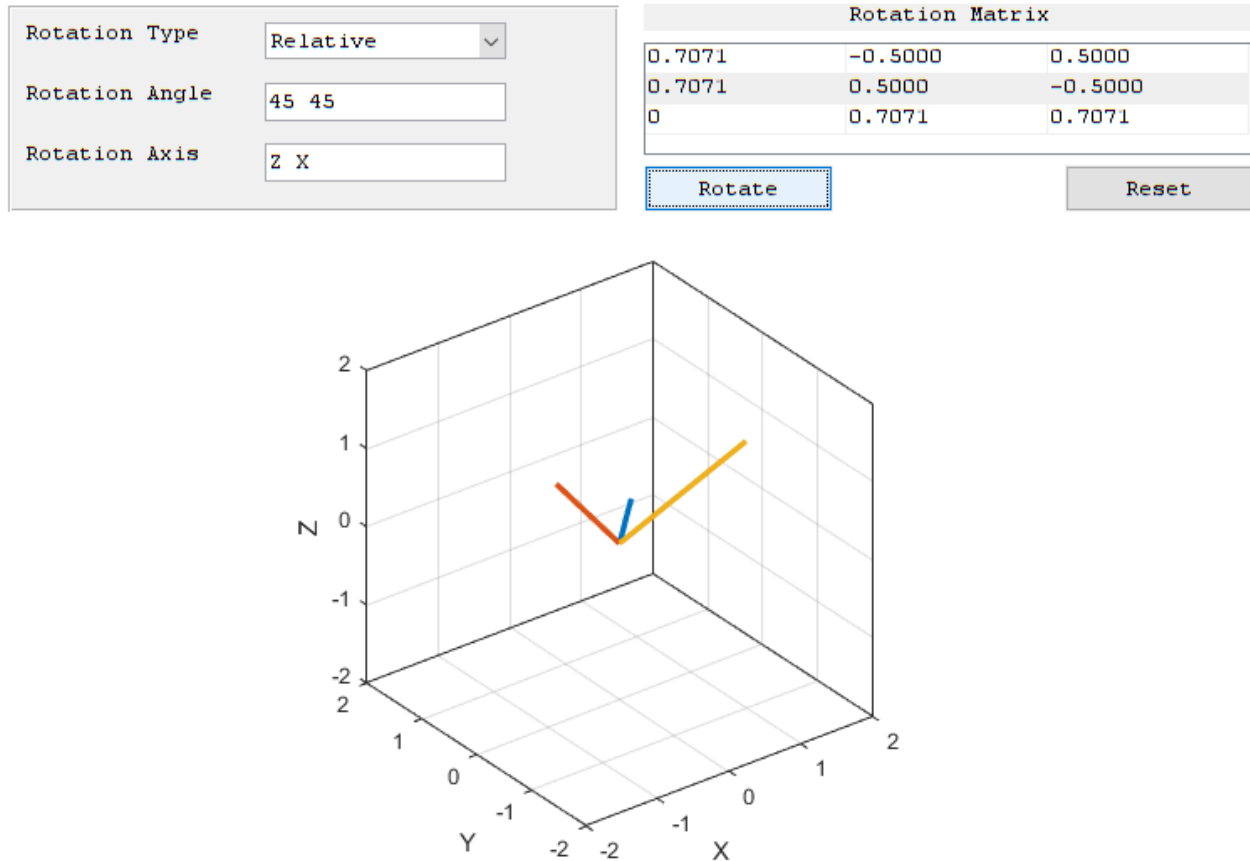 Rotation Type Relative
Rotation Angle 45 45
Rotation Axis Z X
Rotation Matrix
0.7071 -0.5000 0.5000
0.7071 0.5000 -0.5000
0 0.7071 0.7071
Rotate Reset
2
1
0
-1
-2
Z
2
1
0
-1
-2
Y
-2
-1
0
1
2
X